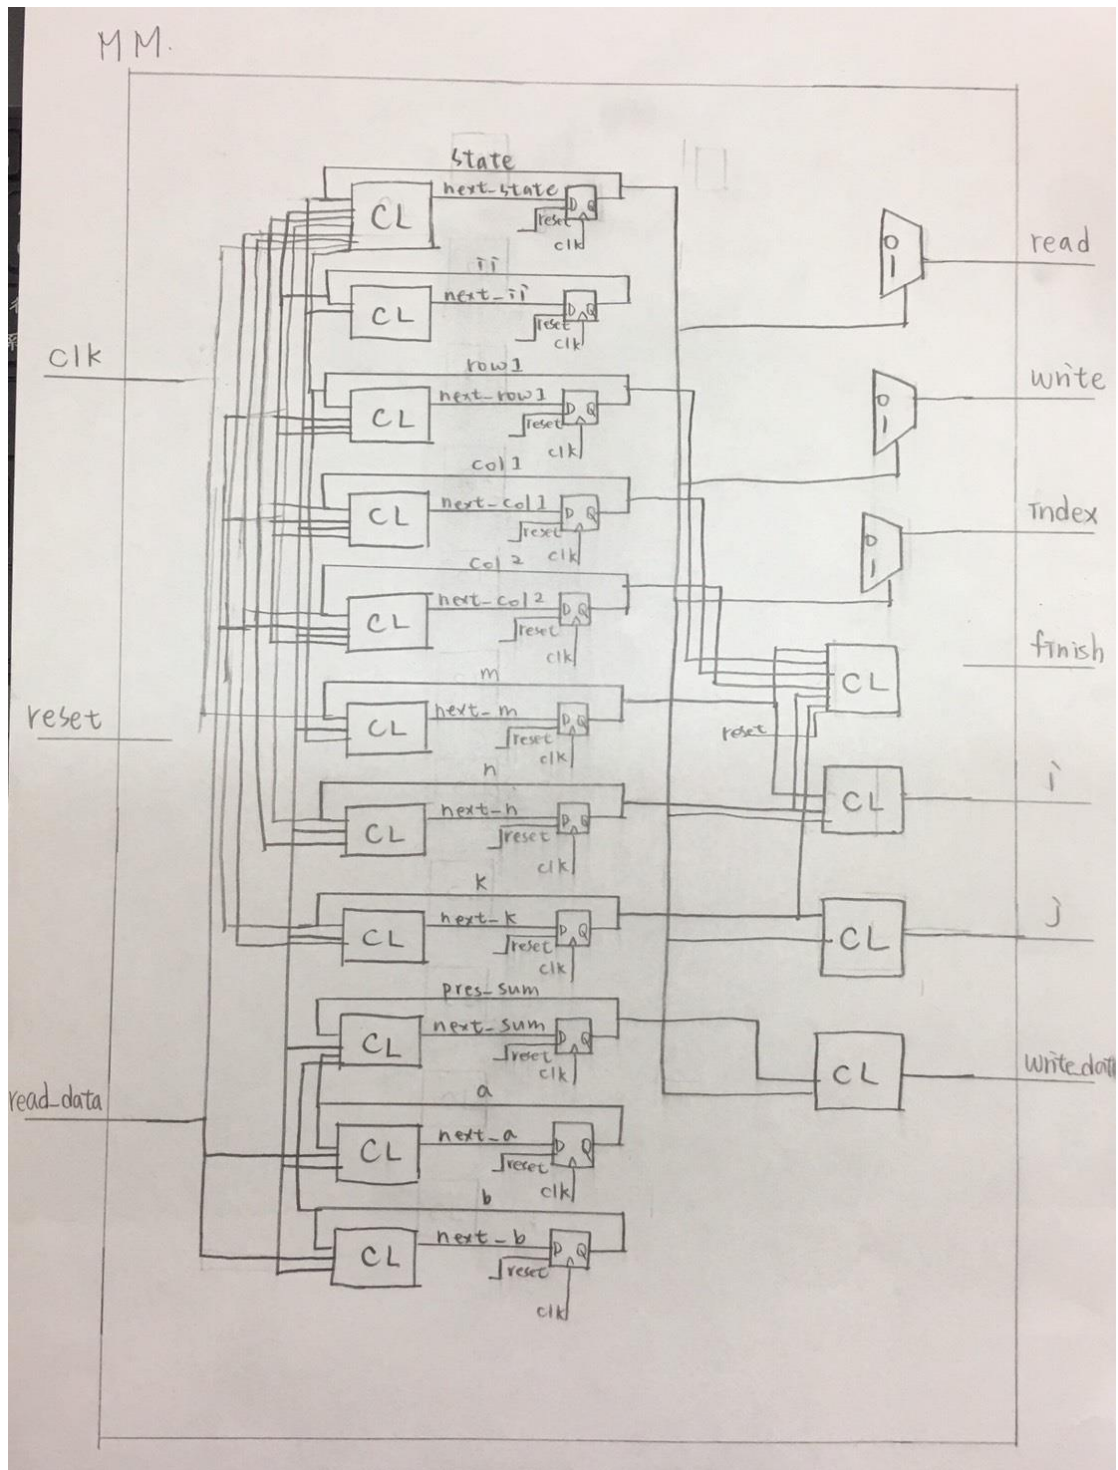 MM.
state
CL
next_state
D Q
reset
clk
read
0
1
ii
CL
next_ii
D Q
reset
clk
clk
row1
CL
next_row1
D Q
reset
clk
write
0
1
col1
CL
next_col1
D Q
reset
clk
index
0
1
col2
CL
next_col2
D Q
reset
clk
finish
CL
reset
reset
m
CL
next_m
D Q
reset
clk
i
CL
n
CL
next_n
D Q
reset
clk
j
CL
k
CL
next_k
D Q
reset
clk
pres_sum
CL
next_sum
D Q
reset
clk
write_dat
CL
read_data
a
CL
next_a
D Q
reset
clk
b
CL
next_b
D Q
reset
clk